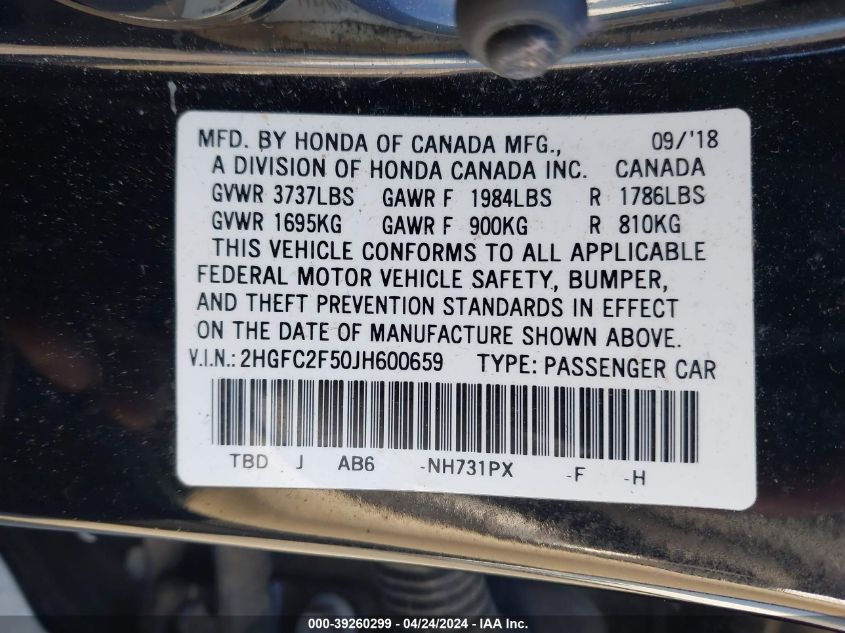 MFD. BY HONDA OF CANADA MFG., 09/'18
A DIVISION OF HONDA CANADA INC. CANADA
GVWR 3737LBS GAWR F 1984LBS R 1786LBS
GVWR 1695KG GAWR F 900KG R 810KG
THIS VEHICLE CONFORMS TO ALL APPLICABLE
FEDERAL MOTOR VEHICLE SAFETY, BUMPER,
AND THEFT PREVENTION STANDARDS IN EFFECT
ON THE DATE OF MANUFACTURE SHOWN ABOVE.
V.I.N.: 2HGFC2F50JH600659 TYPE: PASSENGER CAR
TBD J AB6 -NH731PX -F -H
000-39260299 - 04/24/2024 - IAA Inc.